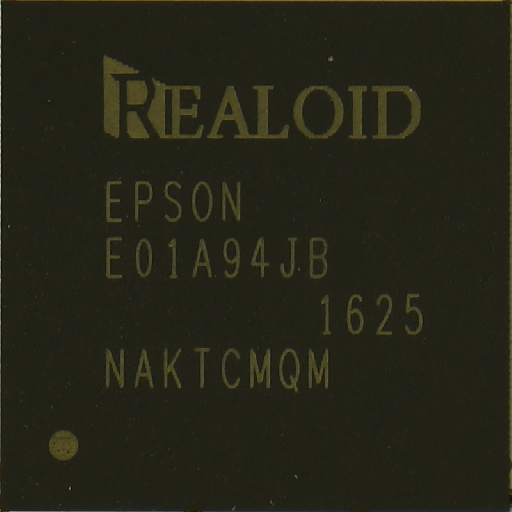 REALOID
EPSON
E01A94JB
1625
NAKTCMQM